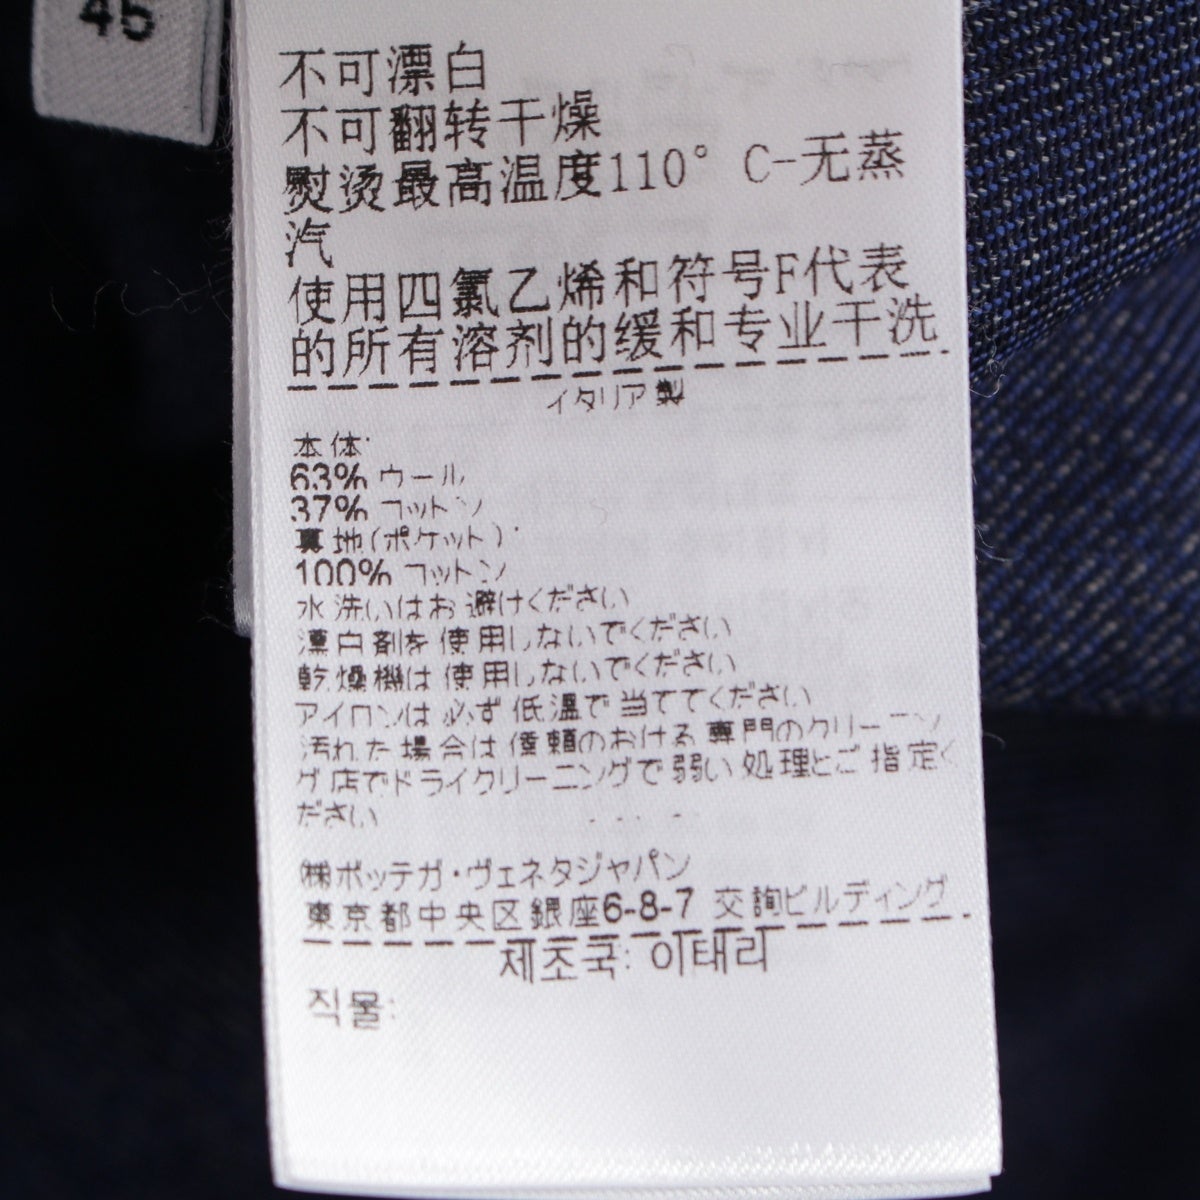 不可漂白
不可翻转干燥
熨烫最高温度110° C-无蒸
汽
使用四氯乙烯和符号F代表
的所有溶剂的缓和专业干洗
イタリア製
本体:
63% ウール
37% コットン
裏地(ポケット):
100% コットン
水洗いはお避けください
漂白剤を使用しないでください
乾燥機は使用しないでください
アイロンは必ず低温で当ててください
汚れた場合は信頼のおける専門のクリーニン
グ店でドライクリーニングで弱い処理とご指定く
ださい
㈱ボッテガ・ヴェネタジャパン
東京都中央区銀座6-8-7 交詢ビルディング
제조국: 이태리
직물: